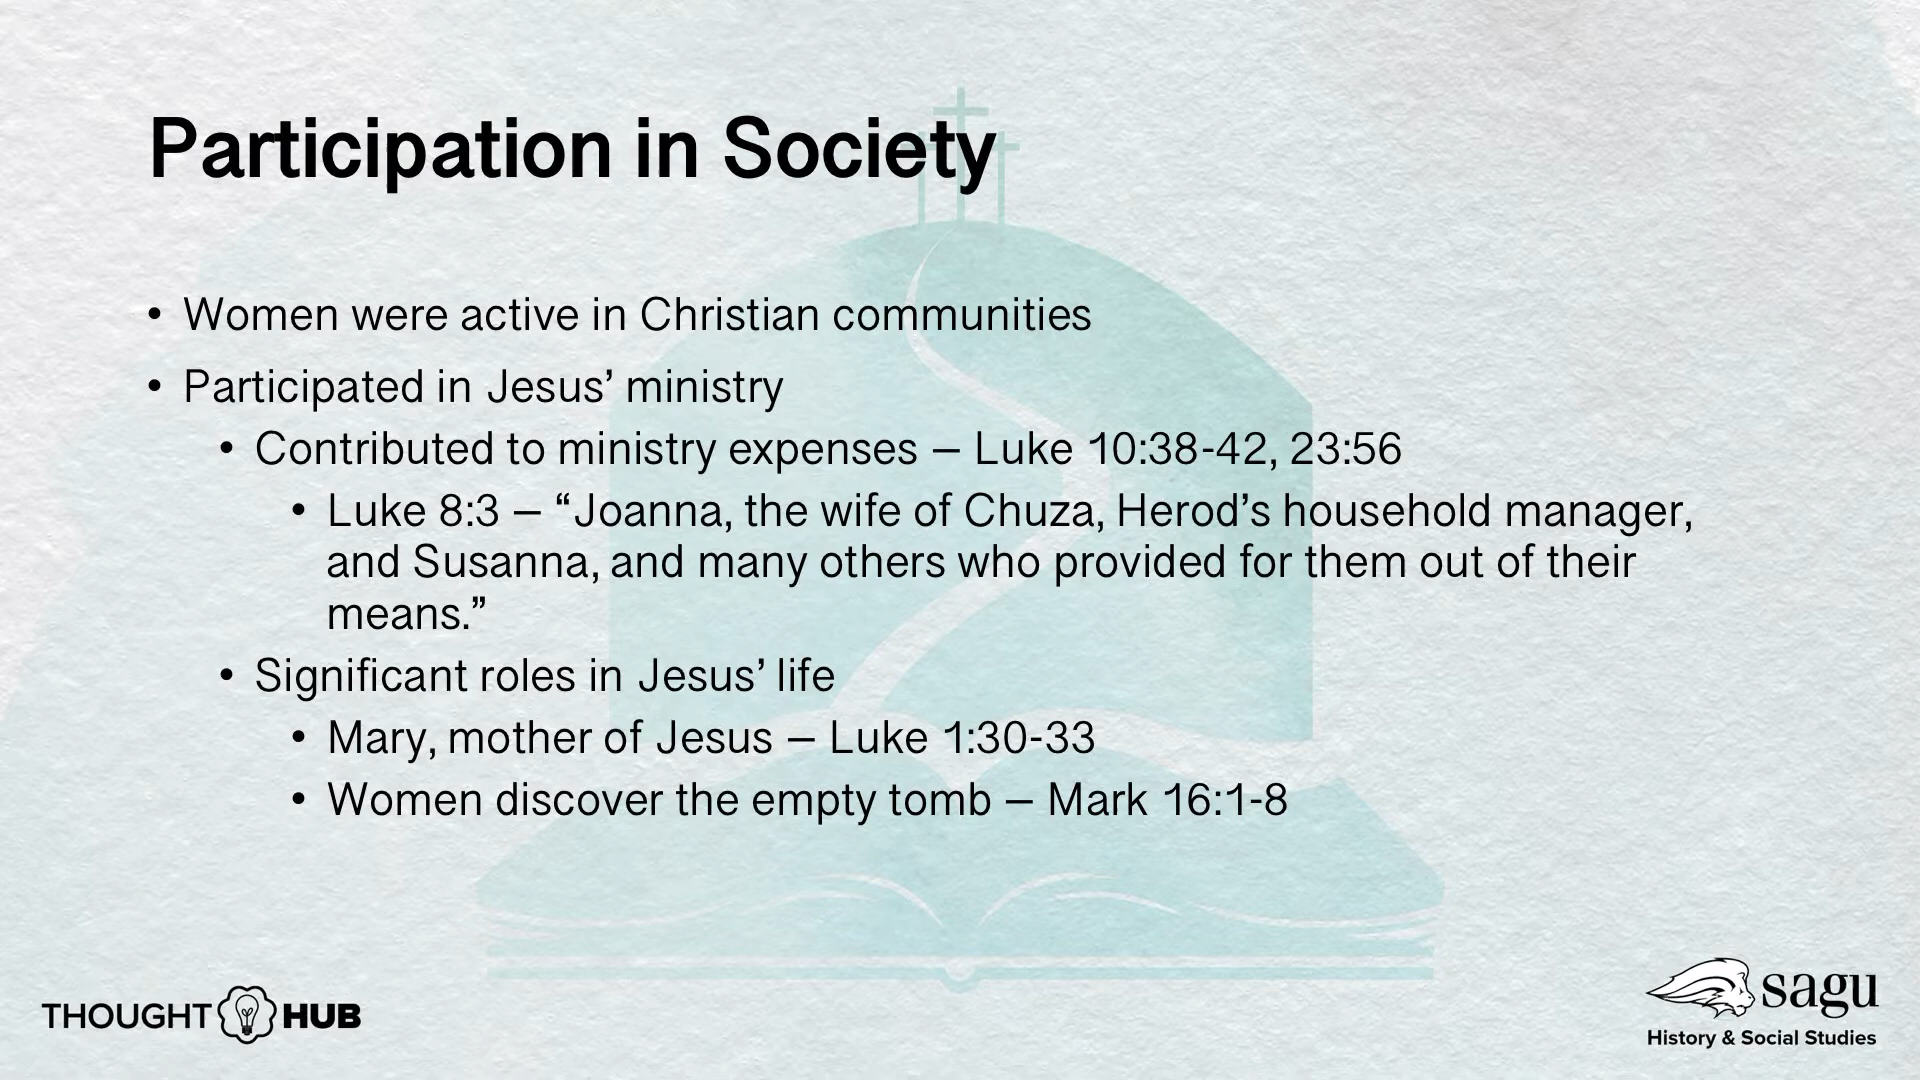 Participation in Society
• Women were active in Christian communities
• Participated in Jesus’ ministry
• Contributed to ministry expenses – Luke 10:38-42, 23:56
• Luke 8:3 – “Joanna, the wife of Chuza, Herod’s household manager,
and Susanna, and many others who provided for them out of their
means.”
• Significant roles in Jesus’ life
• Mary, mother of Jesus – Luke 1:30-33
• Women discover the empty tomb – Mark 16:1-8
THOUGHT HUB
sagu
History & Social Studies